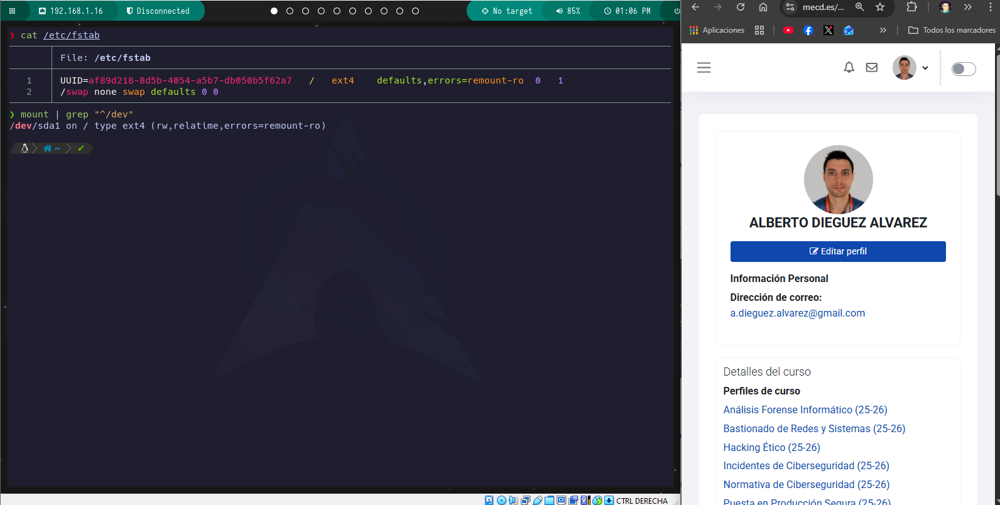 192.168.1.16 Disconnected No target 85% 01:06 PM
❯ cat /etc/fstab
File: /etc/fstab
1 UUID=af89d218-8d5b-4054-a5b7-db050b5f62a7 / ext4 defaults,errors=remount-ro 0 1
2 /swap none swap defaults 0 0
❯ mount | grep "^/dev"
/dev/sda1 on / type ext4 (rw,relatime,errors=remount-ro)
~ ✔
CTRL DERECHA
mecd.es/...
Aplicaciones
Todos los marcadores
ALBERTO DIEGUEZ ALVAREZ
Editar perfil
Información Personal
Dirección de correo:
a.dieguez.alvarez@gmail.com
Detalles del curso
Perfiles de curso
Análisis Forense Informático (25-26)
Bastionado de Redes y Sistemas (25-26)
Hacking Ético (25-26)
Incidentes de Ciberseguridad (25-26)
Normativa de Ciberseguridad (25-26)
Puesta en Producción Segura (25-26)